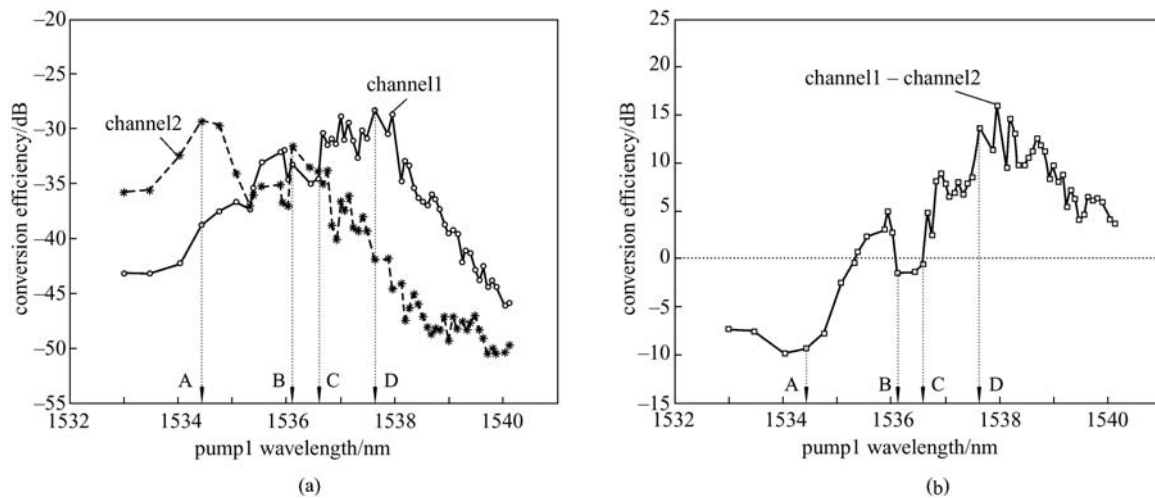 −20
−25
−30
−35
−40
−45
−50
−55
conversion efficiency/dB
channel1
channel2
A
B
C
D
1532
1534
1536
1538
1540
pump1 wavelength/nm
(a)
25
20
15
10
5
0
−5
−10
−15
conversion efficiency/dB
channel1 − channel2
A
B
C
D
1532
1534
1536
1538
1540
pump1 wavelength/nm
(b)